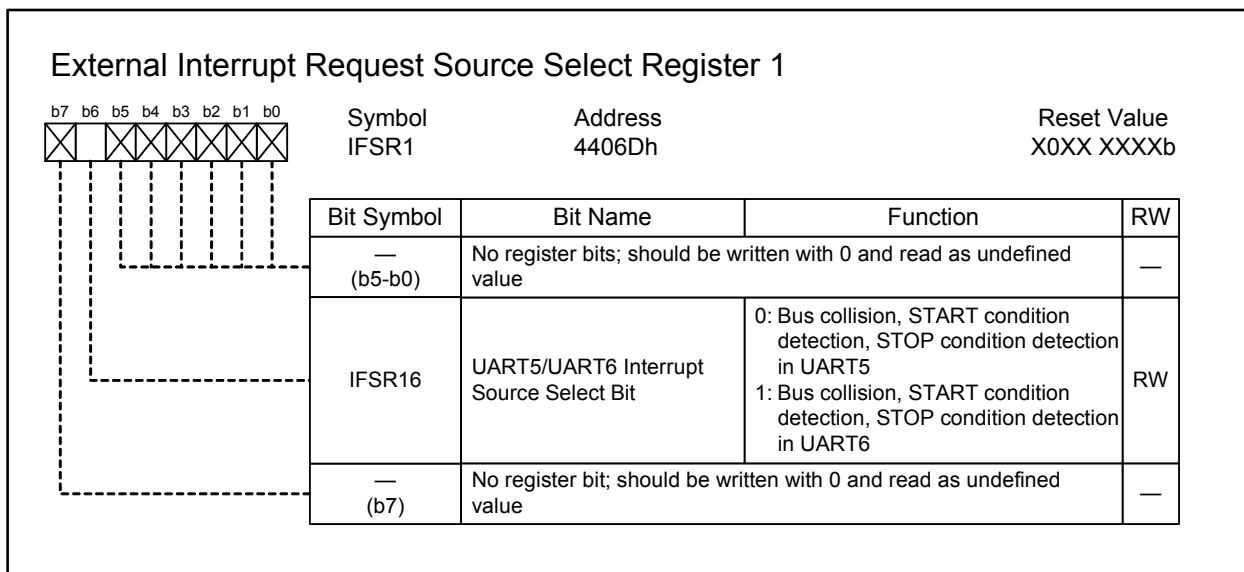 External Interrupt Request Source Select Register 1
b7 b6 b5 b4 b3 b2 b1 b0
Symbol Address Reset Value
IFSR1 4406Dh X0XX XXXXb
Bit Symbol Bit Name Function RW
—
(b5-b0)
No register bits; should be written with 0 and read as undefined
value
—
IFSR16
UART5/UART6 Interrupt
Source Select Bit
0: Bus collision, START condition
detection, STOP condition detection
in UART5
1: Bus collision, START condition
detection, STOP condition detection
in UART6
RW
—
(b7)
No register bit; should be written with 0 and read as undefined
value
—